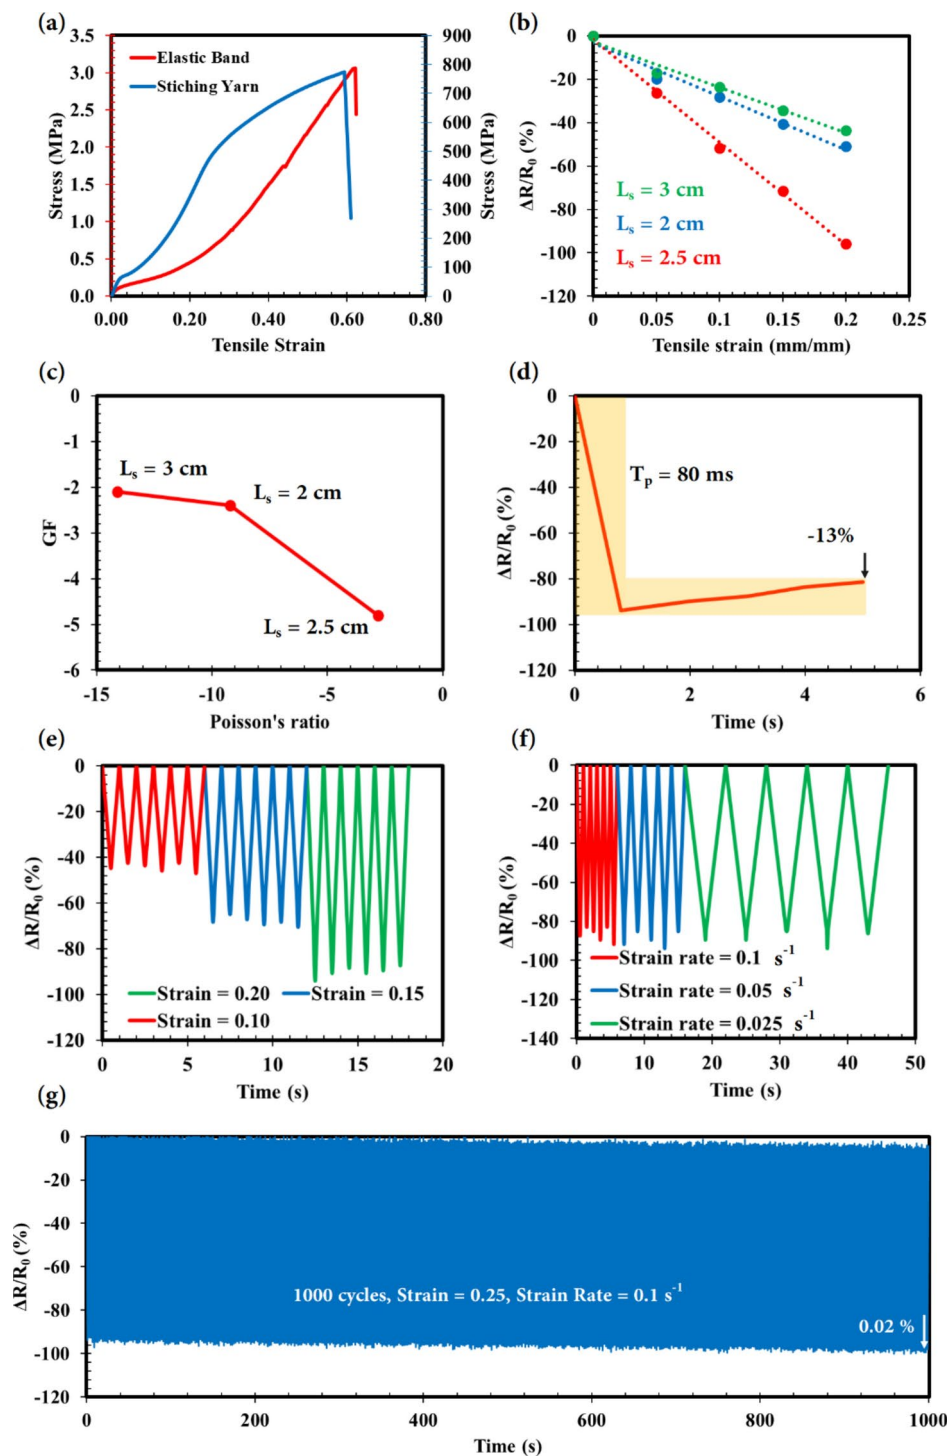 (a)
3.5
3.0
2.5
2.0
1.5
1.0
0.5
0.0
Stress (MPa)
Elastic Band
Stiching Yarn
900
800
700
600
500
400
300
200
100
0
Stress (MPa)
0.00 0.20 0.40 0.60 0.80
Tensile Strain
(b)
0
-20
-40
-60
-80
-100
-120
ΔR/R0 (%)
Ls = 3 cm
Ls = 2 cm
Ls = 2.5 cm
0 0.05 0.1 0.15 0.2 0.25
Tensile strain (mm/mm)
(c)
0
-1
-2
-3
-4
-5
-6
GF
Ls = 3 cm
Ls = 2 cm
Ls = 2.5 cm
-15 -10 -5 0
Poisson's ratio
(d)
0
-20
-40
-60
-80
-100
-120
ΔR/R0 (%)
Tp = 80 ms
-13%
0 2 4 6
Time (s)
(e)
0
-20
-40
-60
-80
-100
-120
ΔR/R0 (%)
Strain = 0.20 Strain = 0.15
Strain = 0.10
0 5 10 15 20
Time (s)
(f)
0
-20
-40
-60
-80
-100
-120
-140
ΔR/R0 (%)
Strain rate = 0.1 s-1
Strain rate = 0.05 s-1
Strain rate = 0.025 s-1
0 10 20 30 40 50
Time (s)
(g)
0
-20
-40
-60
-80
-100
-120
ΔR/R0 (%)
1000 cycles, Strain = 0.25, Strain Rate = 0.1 s-1
0.02 %
0 200 400 600 800 1000
Time (s)